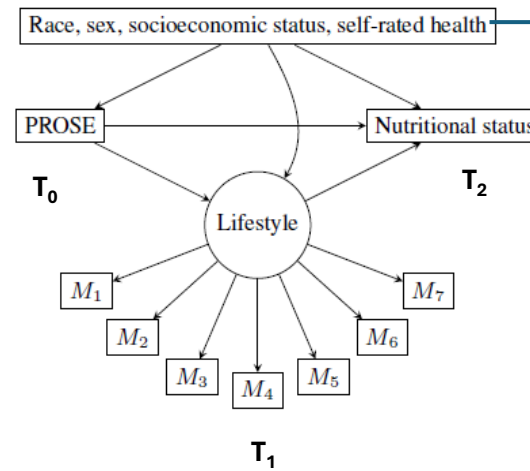 Race, sex, socioeconomic status, self-rated health
PROSE
Nutritional status
T0
T2
Lifestyle
M1
M7
M2
M6
M3
M5
M4
T1